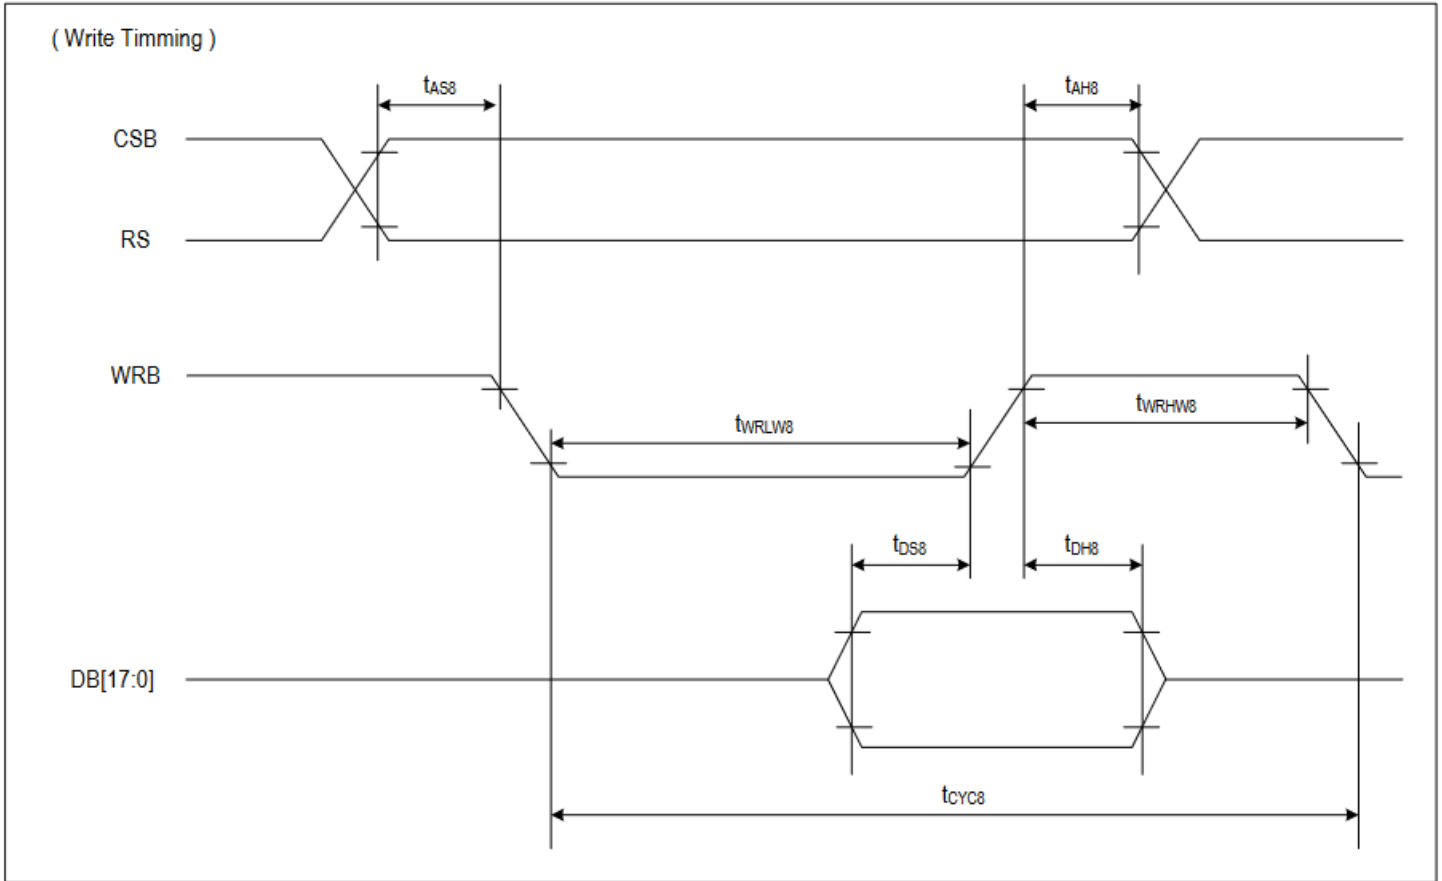 ( Write Timming )
tAS8
tAH8
CSB
RS
WRB
tWRHW8
tWRLW8
tDS8
tDH8
DB[17:0]
tCYC8